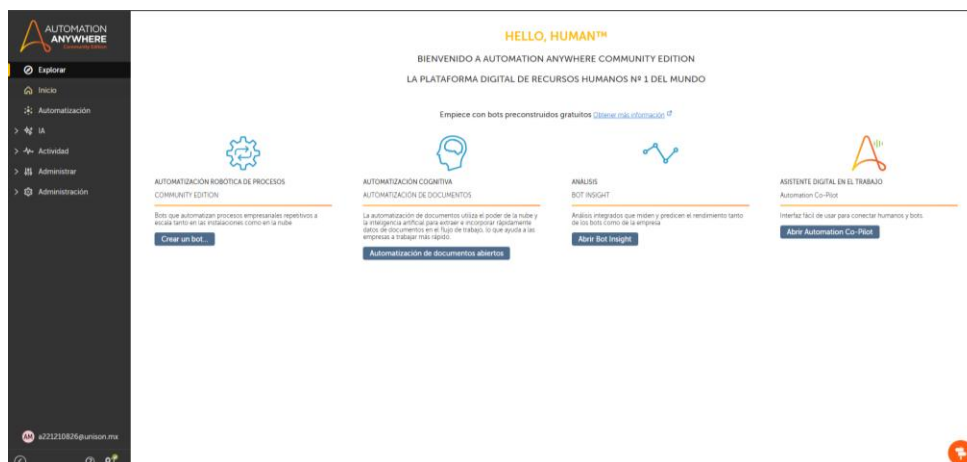 AUTOMATION
ANYWHERE
Community Edition
Explorar
Inicio
Automatización
IA
Actividad
Administrar
Administración
AM a221210826@unison.mx
HELLO, HUMAN™
BIENVENIDO A AUTOMATION ANYWHERE COMMUNITY EDITION
LA PLATAFORMA DIGITAL DE RECURSOS HUMANOS Nº 1 DEL MUNDO
Empiece con bots preconstruidos gratuitos Obtener más información
AUTOMATIZACIÓN ROBÓTICA DE PROCESOS
COMMUNITY EDITION
Bots que automatizan procesos empresariales repetitivos a
escala tanto en las instalaciones como en la nube
Crear un bot...
AUTOMATIZACIÓN COGNITIVA
AUTOMATIZACIÓN DE DOCUMENTOS
La automatización de documentos utiliza el poder de la nube y
la inteligencia artificial para extraer e incorporar rápidamente
datos de documentos en el flujo de trabajo, lo que ayuda a las
empresas a trabajar más rápido.
Automatización de documentos abiertos
ANÁLISIS
BOT INSIGHT
Análisis integrados que miden y predicen el rendimiento tanto
de los bots como de la empresa
Abrir Bot Insight
ASISTENTE DIGITAL EN EL TRABAJO
Automation Co-Pilot
Interfaz fácil de usar para conectar humanos y bots.
Abrir Automation Co-Pilot